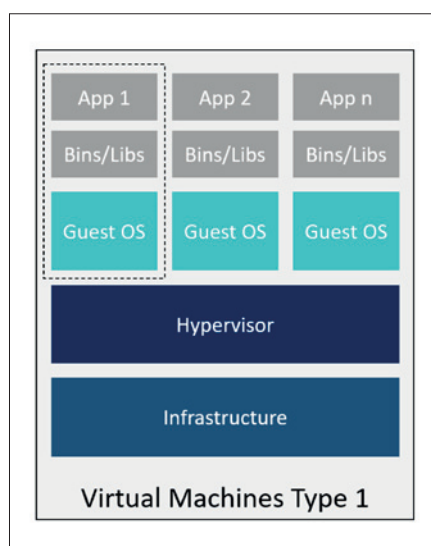 App 1 App 2 App n
Bins/Libs Bins/Libs Bins/Libs
Guest OS Guest OS Guest OS
Hypervisor
Infrastructure
Virtual Machines Type 1